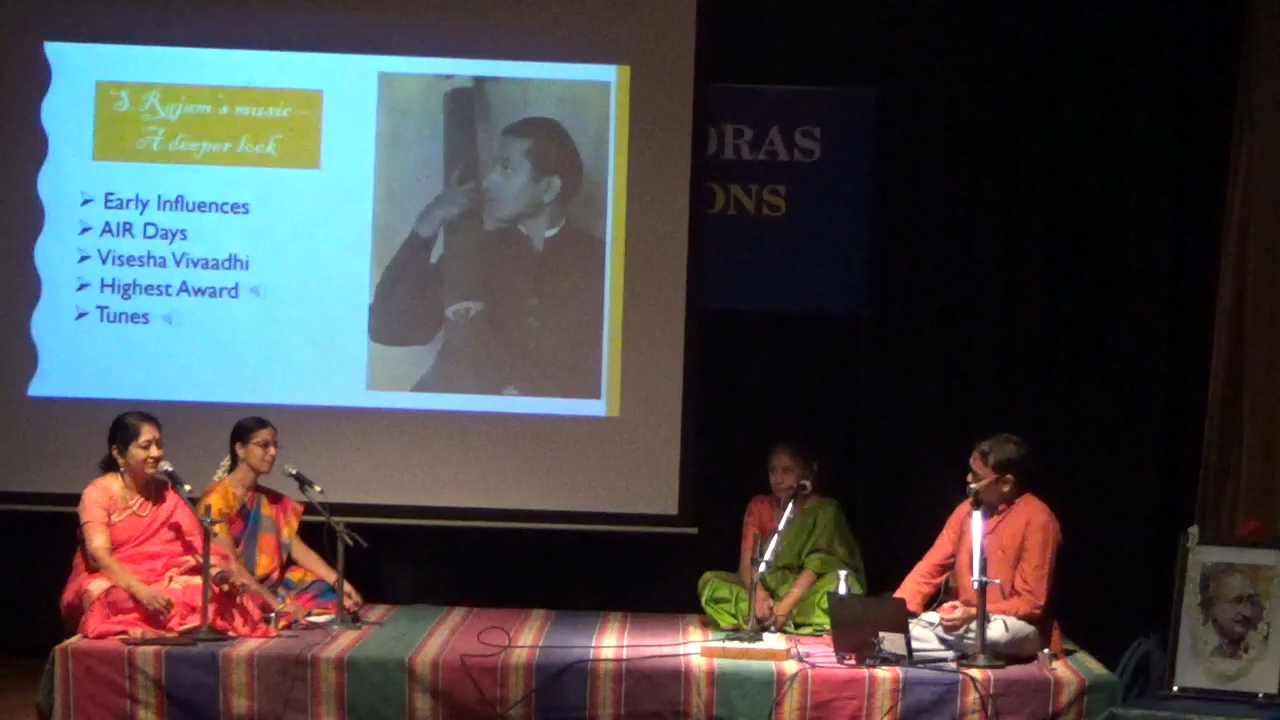 S. Rajam's music –
A deeper look
Early Influences
AIR Days
Visesha Vivaadhi
Highest Award
Tunes
DRAS
ONS